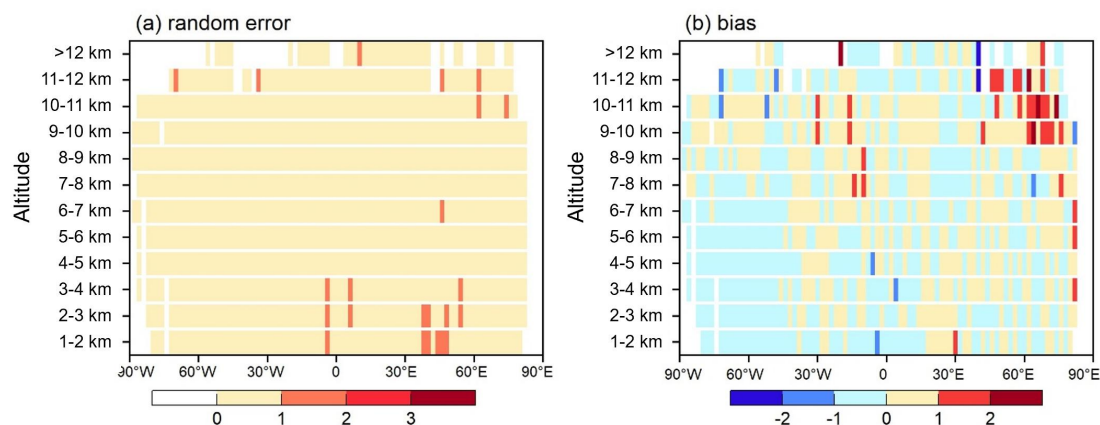 (a) random error
(b) bias
Altitude
>12 km
11-12 km
10-11 km
9-10 km
8-9 km
7-8 km
6-7 km
5-6 km
4-5 km
3-4 km
2-3 km
1-2 km
60°W 30°W 0 30°E 60°E 90°E
0 1 2 3
Altitude
>12 km
11-12 km
10-11 km
9-10 km
8-9 km
7-8 km
6-7 km
5-6 km
4-5 km
3-4 km
2-3 km
1-2 km
90°W 60°W 30°W 0 30°E 60°E 90°E
-2 -1 0 1 2